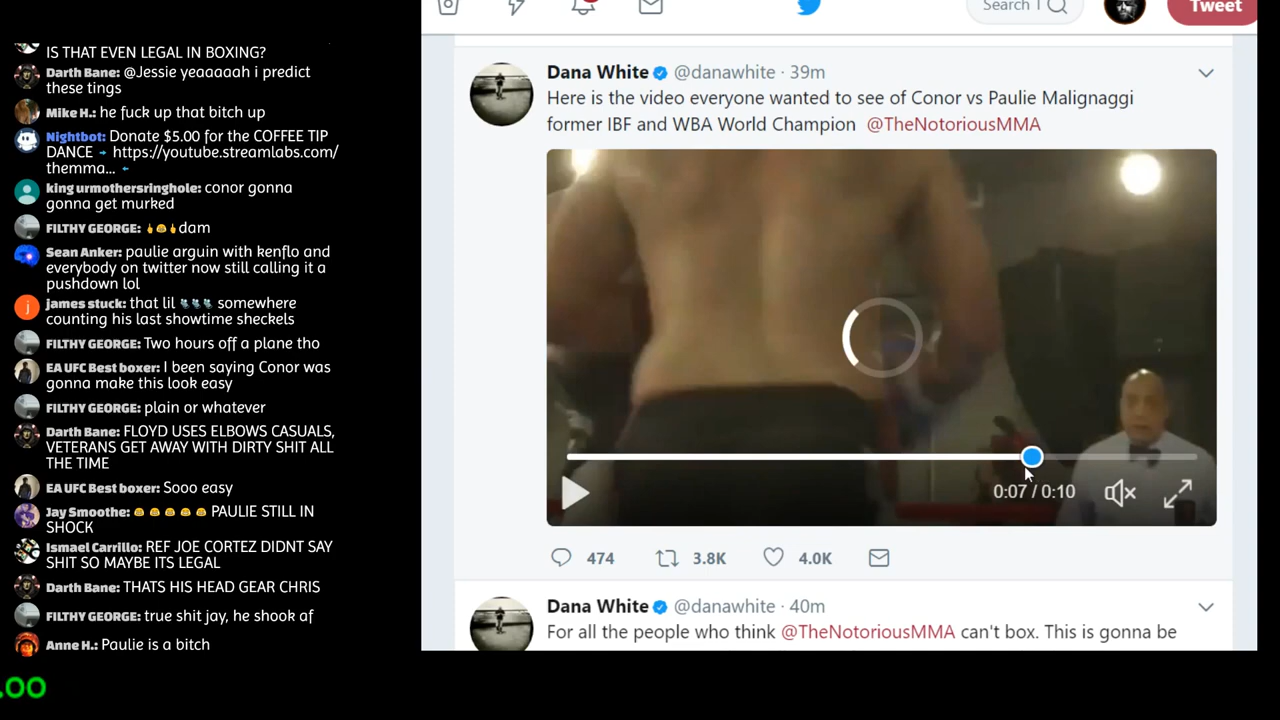 IS THAT EVEN LEGAL IN BOXING?
Darth Bane: @Jessie yeaaaaah i predict
these tings
Mike H.: he fuck up that bitch up
Nightbot: Donate $5.00 for the COFFEE TIP
DANCE → https://youtube.streamlabs.com/
themma... ←
king urmothersringhole: conor gonna
gonna get murked
FILTHY GEORGE: dam
Sean Anker: paulie arguin with kenflo and
everybody on twitter now still calling it a
pushdown lol
james stuck: that lil somewhere
counting his last showtime sheckels
FILTHY GEORGE: Two hours off a plane tho
EA UFC Best boxer: I been saying Conor was
gonna make this look easy
FILTHY GEORGE: plain or whatever
Darth Bane: FLOYD USES ELBOWS CASUALS,
VETERANS GET AWAY WITH DIRTY SHIT ALL
THE TIME
EA UFC Best boxer: Sooo easy
Jay Smoothe: PAULIE STILL IN
SHOCK
Ismael Carrillo: REF JOE CORTEZ DIDNT SAY
SHIT SO MAYBE ITS LEGAL
Darth Bane: THATS HIS HEAD GEAR CHRIS
FILTHY GEORGE: true shit jay, he shook af
Anne H.: Paulie is a bitch
.00
Search
Tweet
Dana White @danawhite · 39m
Here is the video everyone wanted to see of Conor vs Paulie Malignaggi
former IBF and WBA World Champion @TheNotoriousMMA
0:07 / 0:10
474 3.8K 4.0K
Dana White @danawhite · 40m
For all the people who think @TheNotoriousMMA can't box. This is gonna be